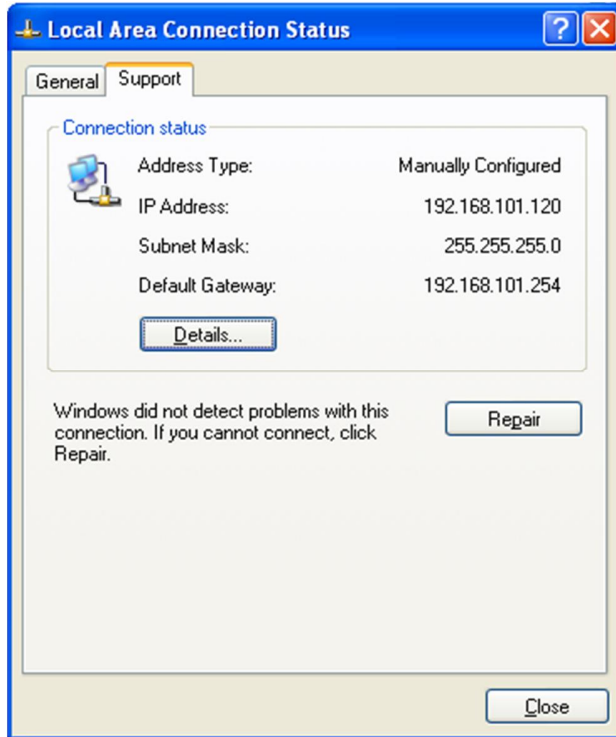 Local Area Connection Status
General Support
Connection status
Address Type: Manually Configured
IP Address: 192.168.101.120
Subnet Mask: 255.255.255.0
Default Gateway: 192.168.101.254
Details...
Windows did not detect problems with this
connection. If you cannot connect, click
Repair.
Repair
Close